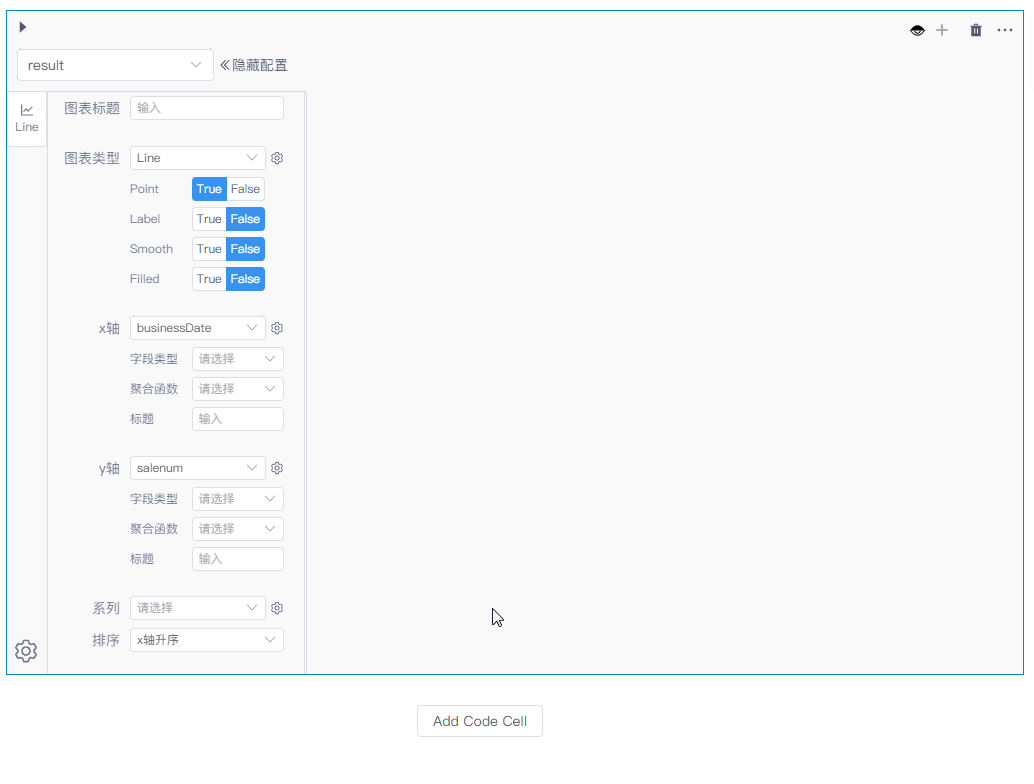 result
隐藏配置
Line
图表标题 输入
图表类型 Line
Point True False
Label True False
Smooth True False
Filled True False
x轴 businessDate
字段类型 请选择
聚合函数 请选择
标题 输入
y轴 salenum
字段类型 请选择
聚合函数 请选择
标题 输入
系列 请选择
排序 x轴升序
Add Code Cell